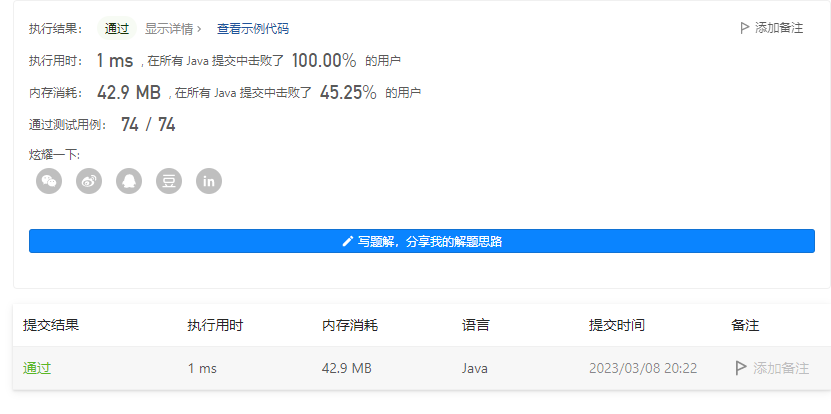 执行结果： 通过 显示详情 › 查看示例代码 添加备注
执行用时： 1 ms , 在所有 Java 提交中击败了 100.00% 的用户
内存消耗： 42.9 MB , 在所有 Java 提交中击败了 45.25% 的用户
通过测试用例： 74 / 74
炫耀一下:
豆 in
写题解，分享我的解题思路
提交结果 执行用时 内存消耗 语言 提交时间 备注
通过 1 ms 42.9 MB Java 2023/03/08 20:22 添加备注